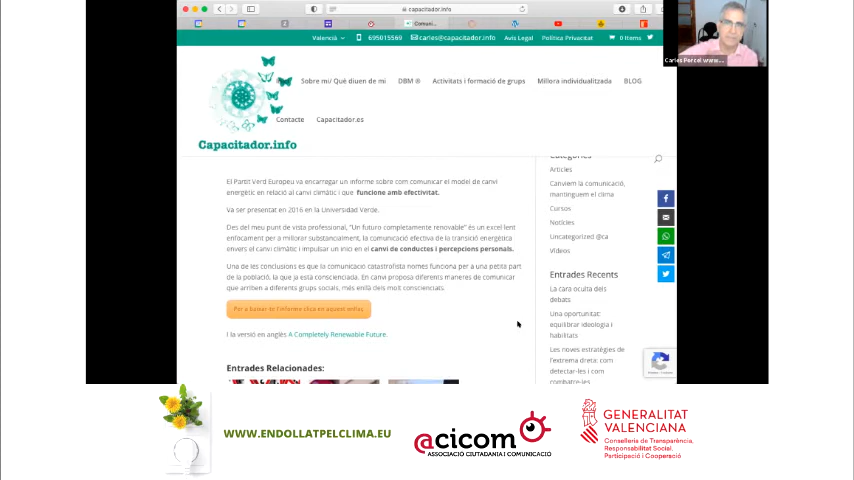 capacitador.info
Comuni...
Valencià
695015569
carles@capacitador.info
Avis Legal
Política Privacitat
0 Items
Carles Porcel www....
Sobre mi/ Què diuen de mi
DBM ®
Activitats i formació de grups
Millora individualitzada
BLOG
Contacte
Capacitador.es
Capacitador.info
El Partit Verd Europeu va encarregar un informe sobre com comunicar el model de canvi
energètic en relació al canvi climàtic i que funcione amb efectivitat.
Va ser presentat en 2016 en la Universidad Verde.
Des del meu punt de vista professional, "Un futuro completamente renovable" és un excel·lent
enfocament per a millorar substancialment, la comunicació efectiva de la transició energètica
envers el canvi climàtic i impulsar un inici en el canvi de conductes i percepcions personals.
Una de les conclusions es que la comunicació catastrofista nomes funciona per a una petita part
de la població, la que ja està conscienciada. En canvi proposa diferents maneres de comunicar
que arriben a diferents grups socials, més enllà dels molt conscienciats.
Per a baixar-te l'informe clica en aquest enllaç
I la versió en anglès A Completely Renewable Future.
Entrades Relacionades:
Categories
Articles
Canviem la comunicació,
mantinguem el clima
Cursos
Notícies
Uncategorized @ca
Vídeos
Entrades Recents
La cara oculta dels
debats
Una oportunitat:
equilibrar ideologia i
habilitats
Les noves estratègies de
l'extrema dreta: com
detectar-les i com
combatre-les
WWW.ENDOLLATPELCLIMA.EU
@cicom
ASSOCIACIÓ CIUTADANIA I COMUNICACIÓ
GENERALITAT
VALENCIANA
Conselleria de Transparència,
Responsabilitat Social,
Participació i Cooperació